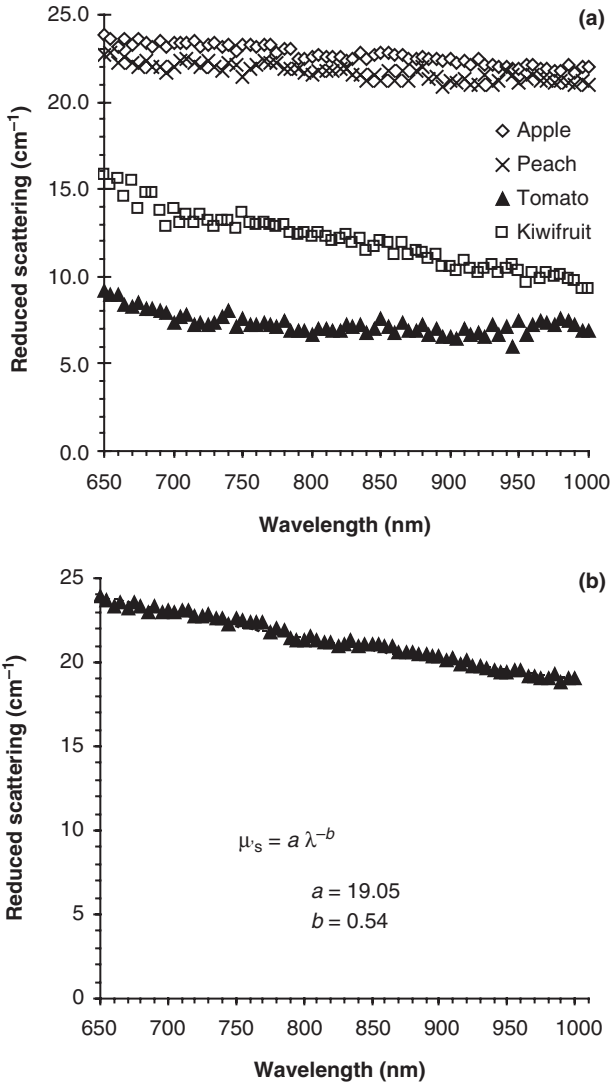 (a)
25.0
20.0
15.0
10.0
5.0
0.0
Reduced scattering (cm⁻¹)
Apple
Peach
Tomato
Kiwifruit
650 700 750 800 850 900 950 1000
Wavelength (nm)
(b)
25
20
15
10
5
0
Reduced scattering (cm⁻¹)
μ's = a λ⁻ᵇ
a = 19.05
b = 0.54
650 700 750 800 850 900 950 1000
Wavelength (nm)